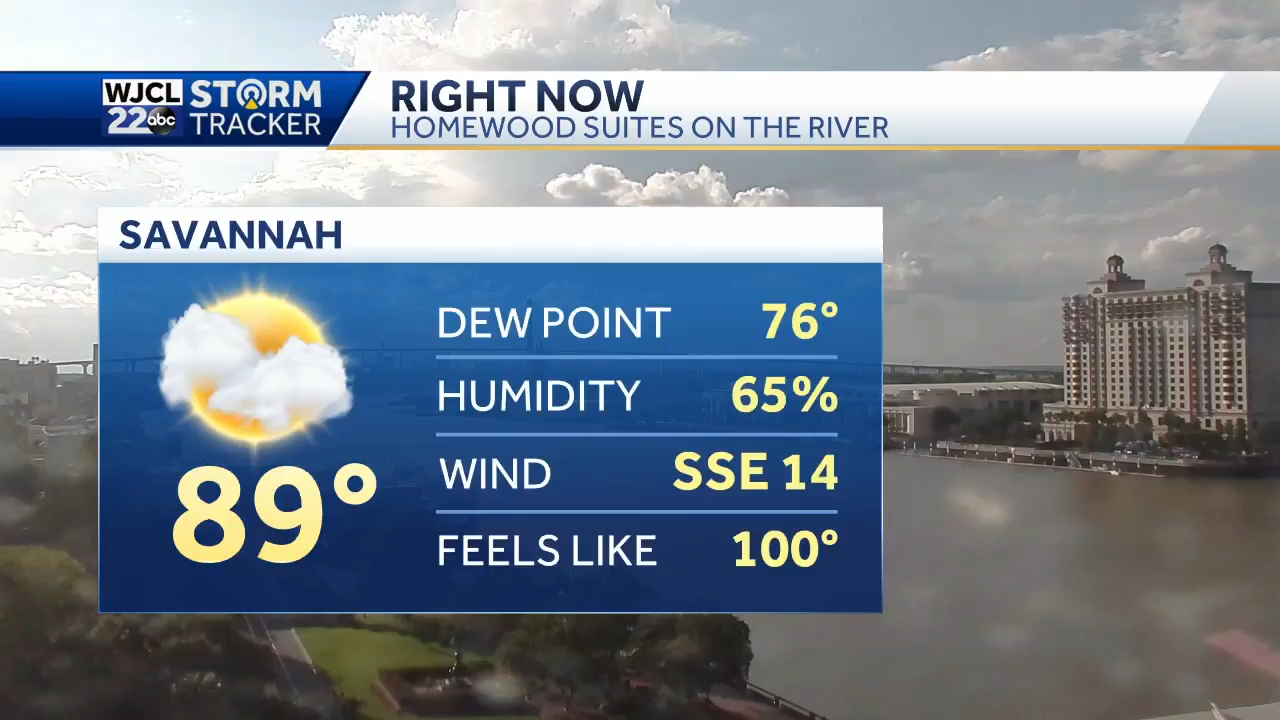 WJCL
22 abc
STORM
TRACKER
RIGHT NOW
HOMEWOOD SUITES ON THE RIVER
SAVANNAH
89°
DEW POINT 76°
HUMIDITY 65%
WIND SSE 14
FEELS LIKE 100°